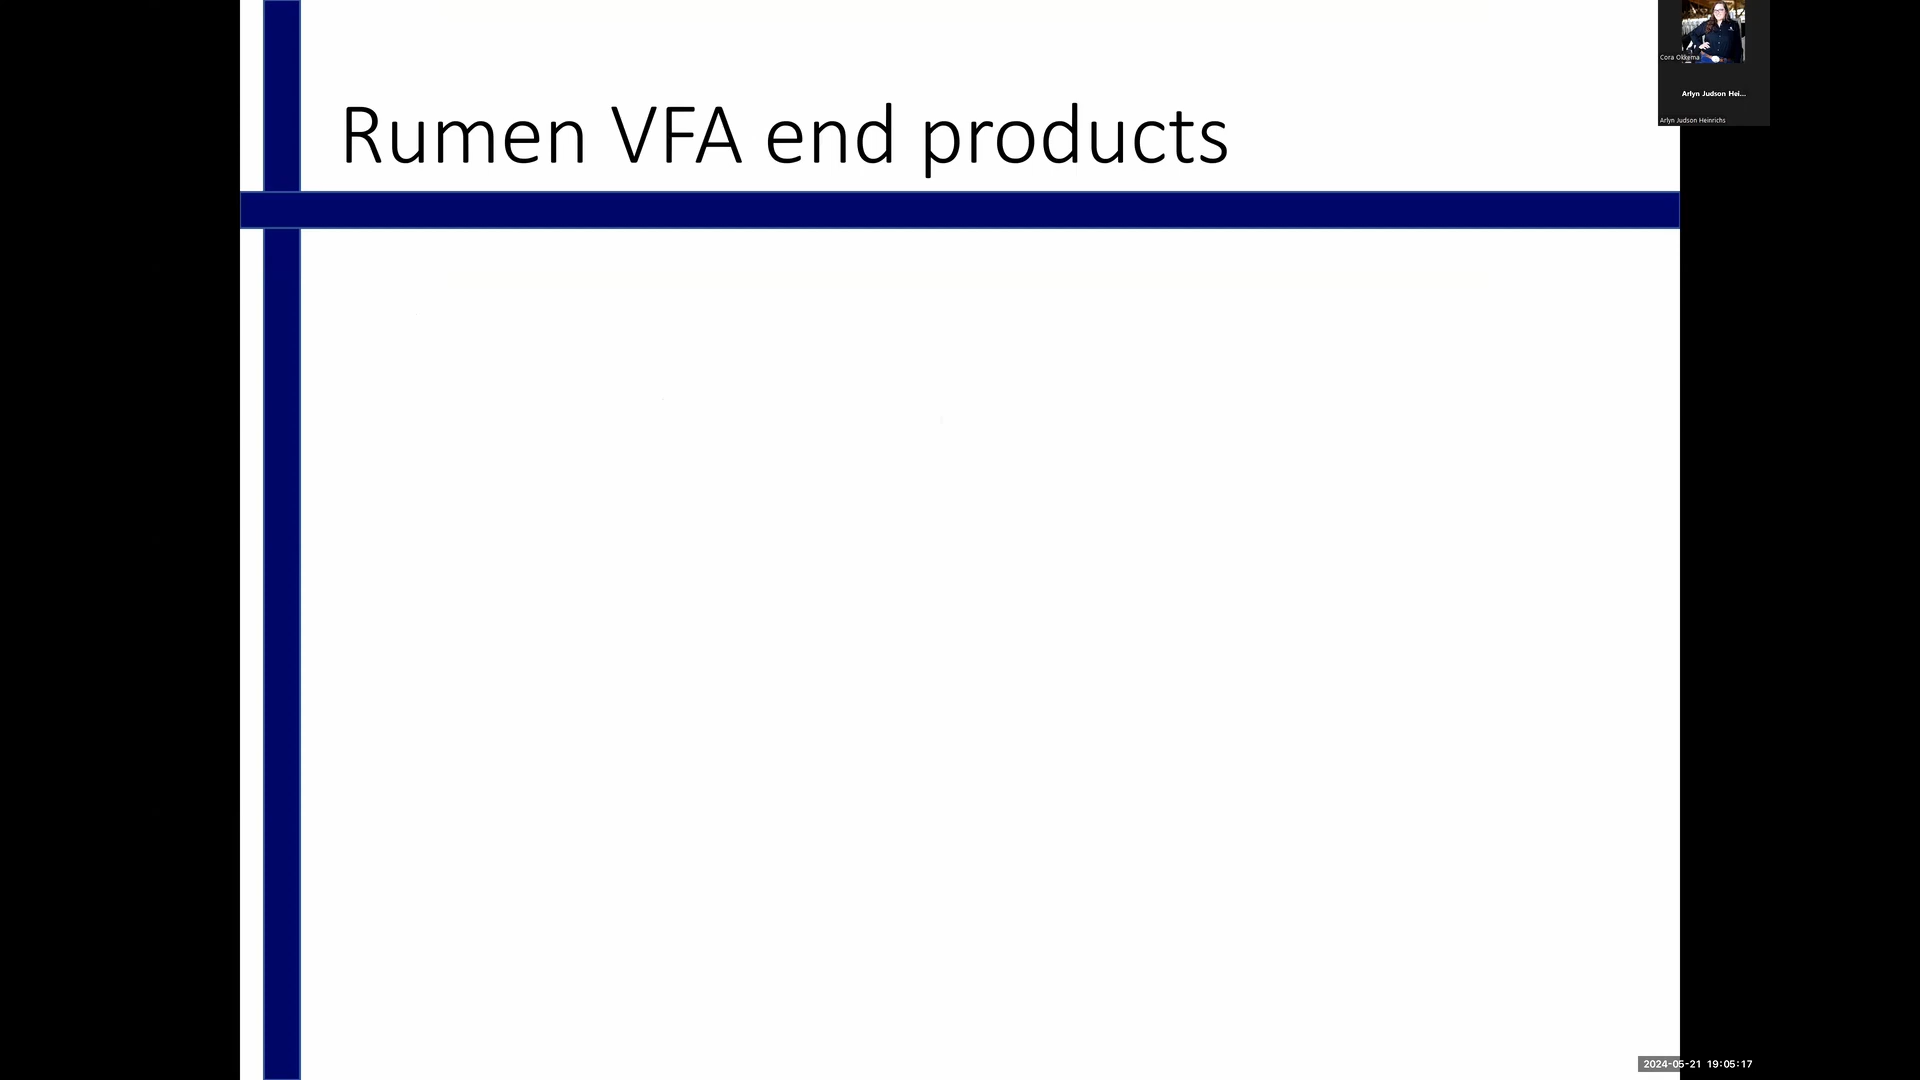 Rumen VFA end products
Cora Okkema
Arlyn Judson Hei...
Arlyn Judson Heinrichs
2024-05-21 19:05:17